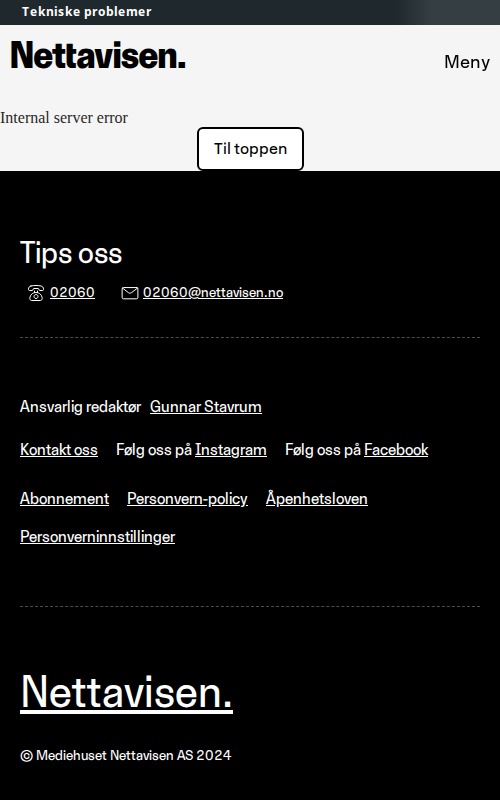 Tekniske problemer
Nettavisen.
Meny
Internal server error
Til toppen
Tips oss
02060 02060@nettavisen.no
Ansvarlig redaktør Gunnar Stavrum
Kontakt oss Følg oss på Instagram Følg oss på Facebook
Abonnement Personvern-policy Åpenhetsloven
Personverninnstillinger
Nettavisen.
© Mediehuset Nettavisen AS 2024